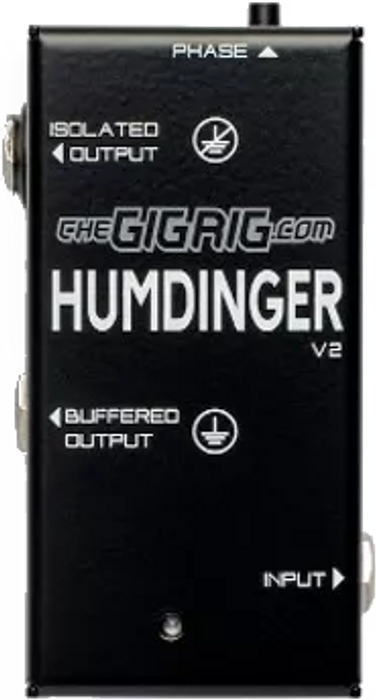 PHASE
ISOLATED
OUTPUT
THEGIGRIG.COM
HUMDINGER
V2
BUFFERED
OUTPUT
INPUT